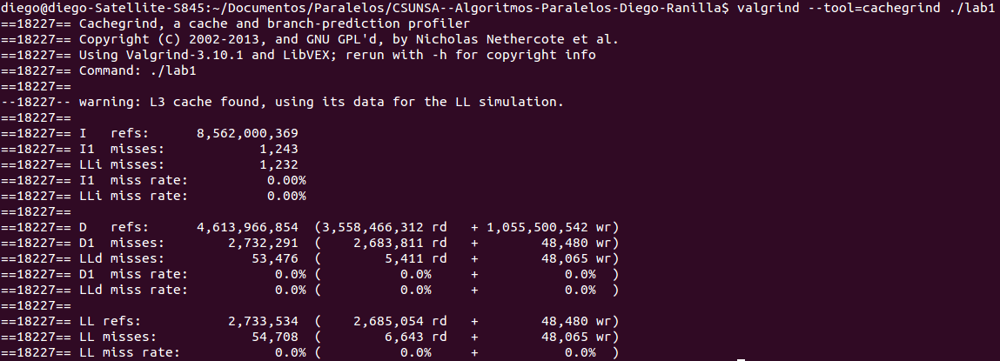 diego@diego-Satellite-S845:~/Documentos/Paralelos/CSUNSA--Algoritmos-Paralelos-Diego-Ranilla$ valgrind --tool=cachegrind ./lab1
==18227== Cachegrind, a cache and branch-prediction profiler
==18227== Copyright (C) 2002-2013, and GNU GPL'd, by Nicholas Nethercote et al.
==18227== Using Valgrind-3.10.1 and LibVEX; rerun with -h for copyright info
==18227== Command: ./lab1
==18227==
--18227-- warning: L3 cache found, using its data for the LL simulation.
==18227==
==18227== I   refs:      8,562,000,369
==18227== I1  misses:            1,243
==18227== LLi misses:            1,232
==18227== I1  miss rate:          0.00%
==18227== LLi miss rate:          0.00%
==18227==
==18227== D   refs:      4,613,966,854  (3,558,466,312 rd   + 1,055,500,542 wr)
==18227== D1  misses:        2,732,291  (    2,683,811 rd   +        48,480 wr)
==18227== LLd misses:           53,476  (        5,411 rd   +        48,065 wr)
==18227== D1  miss rate:           0.0% (          0.0%     +           0.0%  )
==18227== LLd miss rate:           0.0% (          0.0%     +           0.0%  )
==18227==
==18227== LL refs:           2,733,534  (    2,685,054 rd   +        48,480 wr)
==18227== LL misses:            54,708  (        6,643 rd   +        48,065 wr)
==18227== LL miss rate:            0.0% (          0.0%     +           0.0%  )